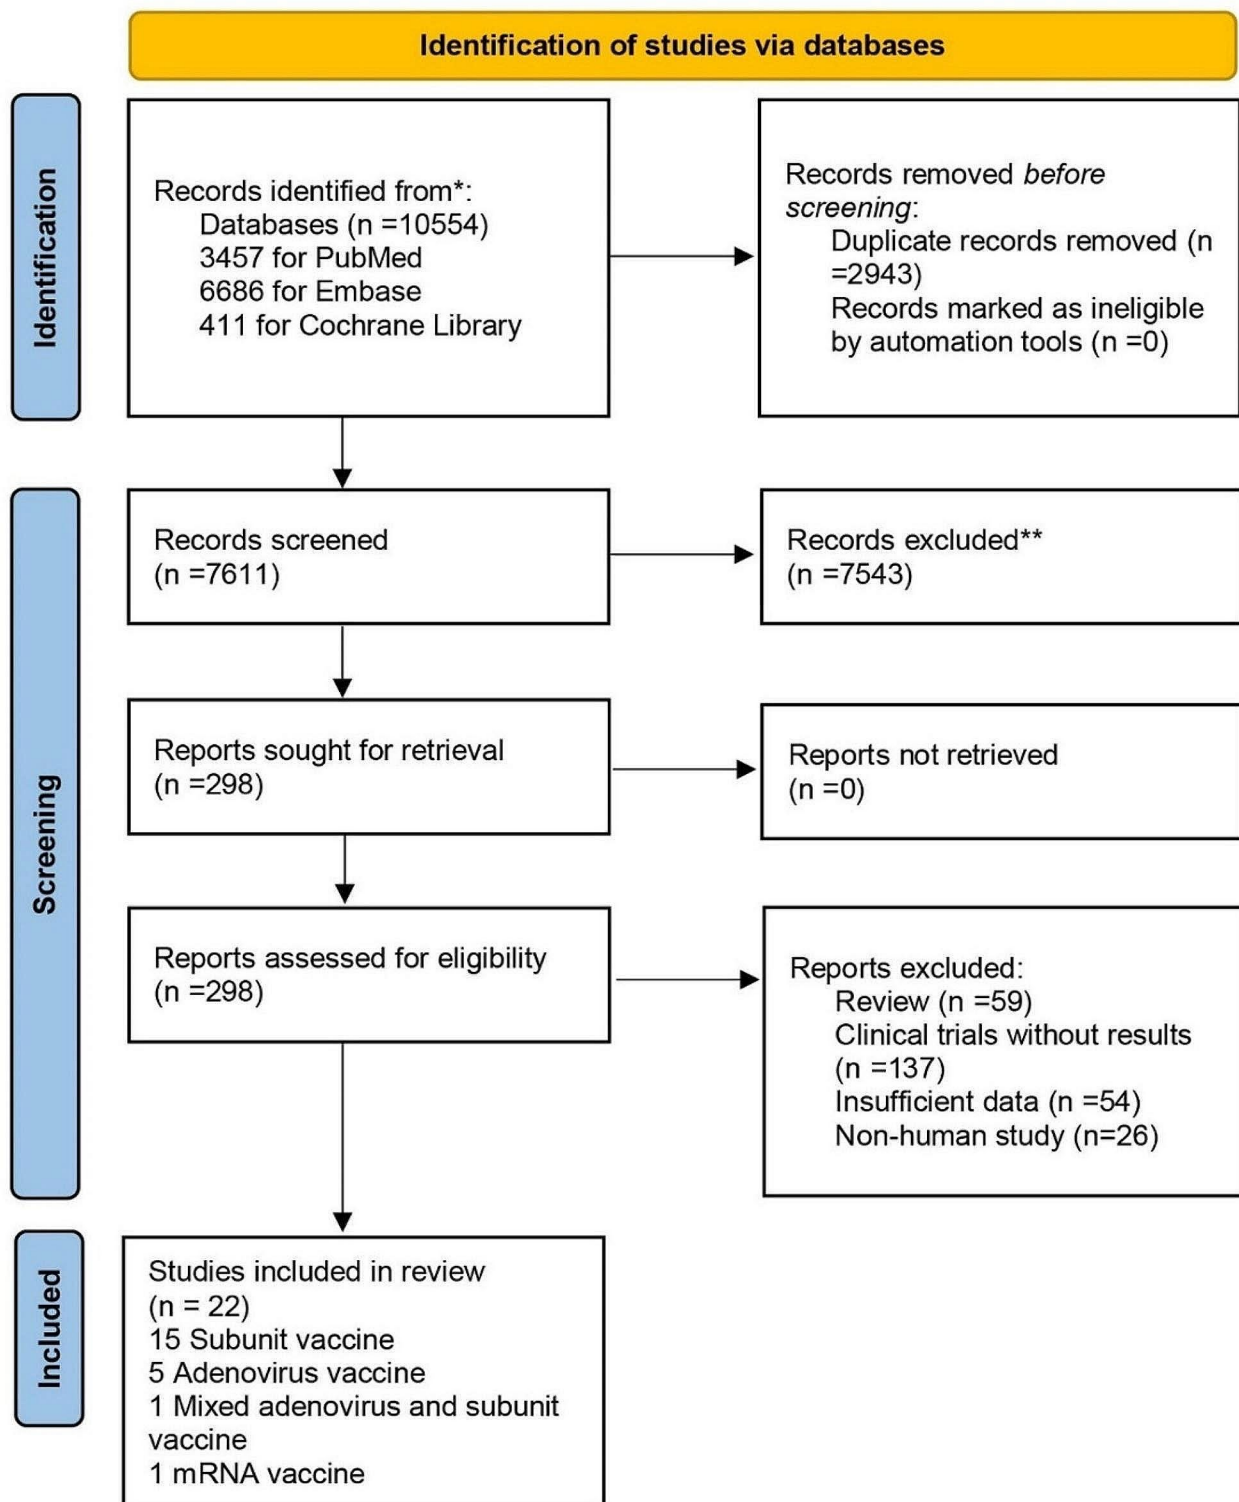 Identification of studies via databases
Identification
Records identified from*:
Databases (n =10554)
3457 for PubMed
6686 for Embase
411 for Cochrane Library
Records removed before
screening:
Duplicate records removed (n
=2943)
Records marked as ineligible
by automation tools (n =0)
Screening
Records screened
(n =7611)
Records excluded**
(n =7543)
Reports sought for retrieval
(n =298)
Reports not retrieved
(n =0)
Reports assessed for eligibility
(n =298)
Reports excluded:
Review (n =59)
Clinical trials without results
(n =137)
Insufficient data (n =54)
Non-human study (n=26)
Included
Studies included in review
(n = 22)
15 Subunit vaccine
5 Adenovirus vaccine
1 Mixed adenovirus and subunit
vaccine
1 mRNA vaccine